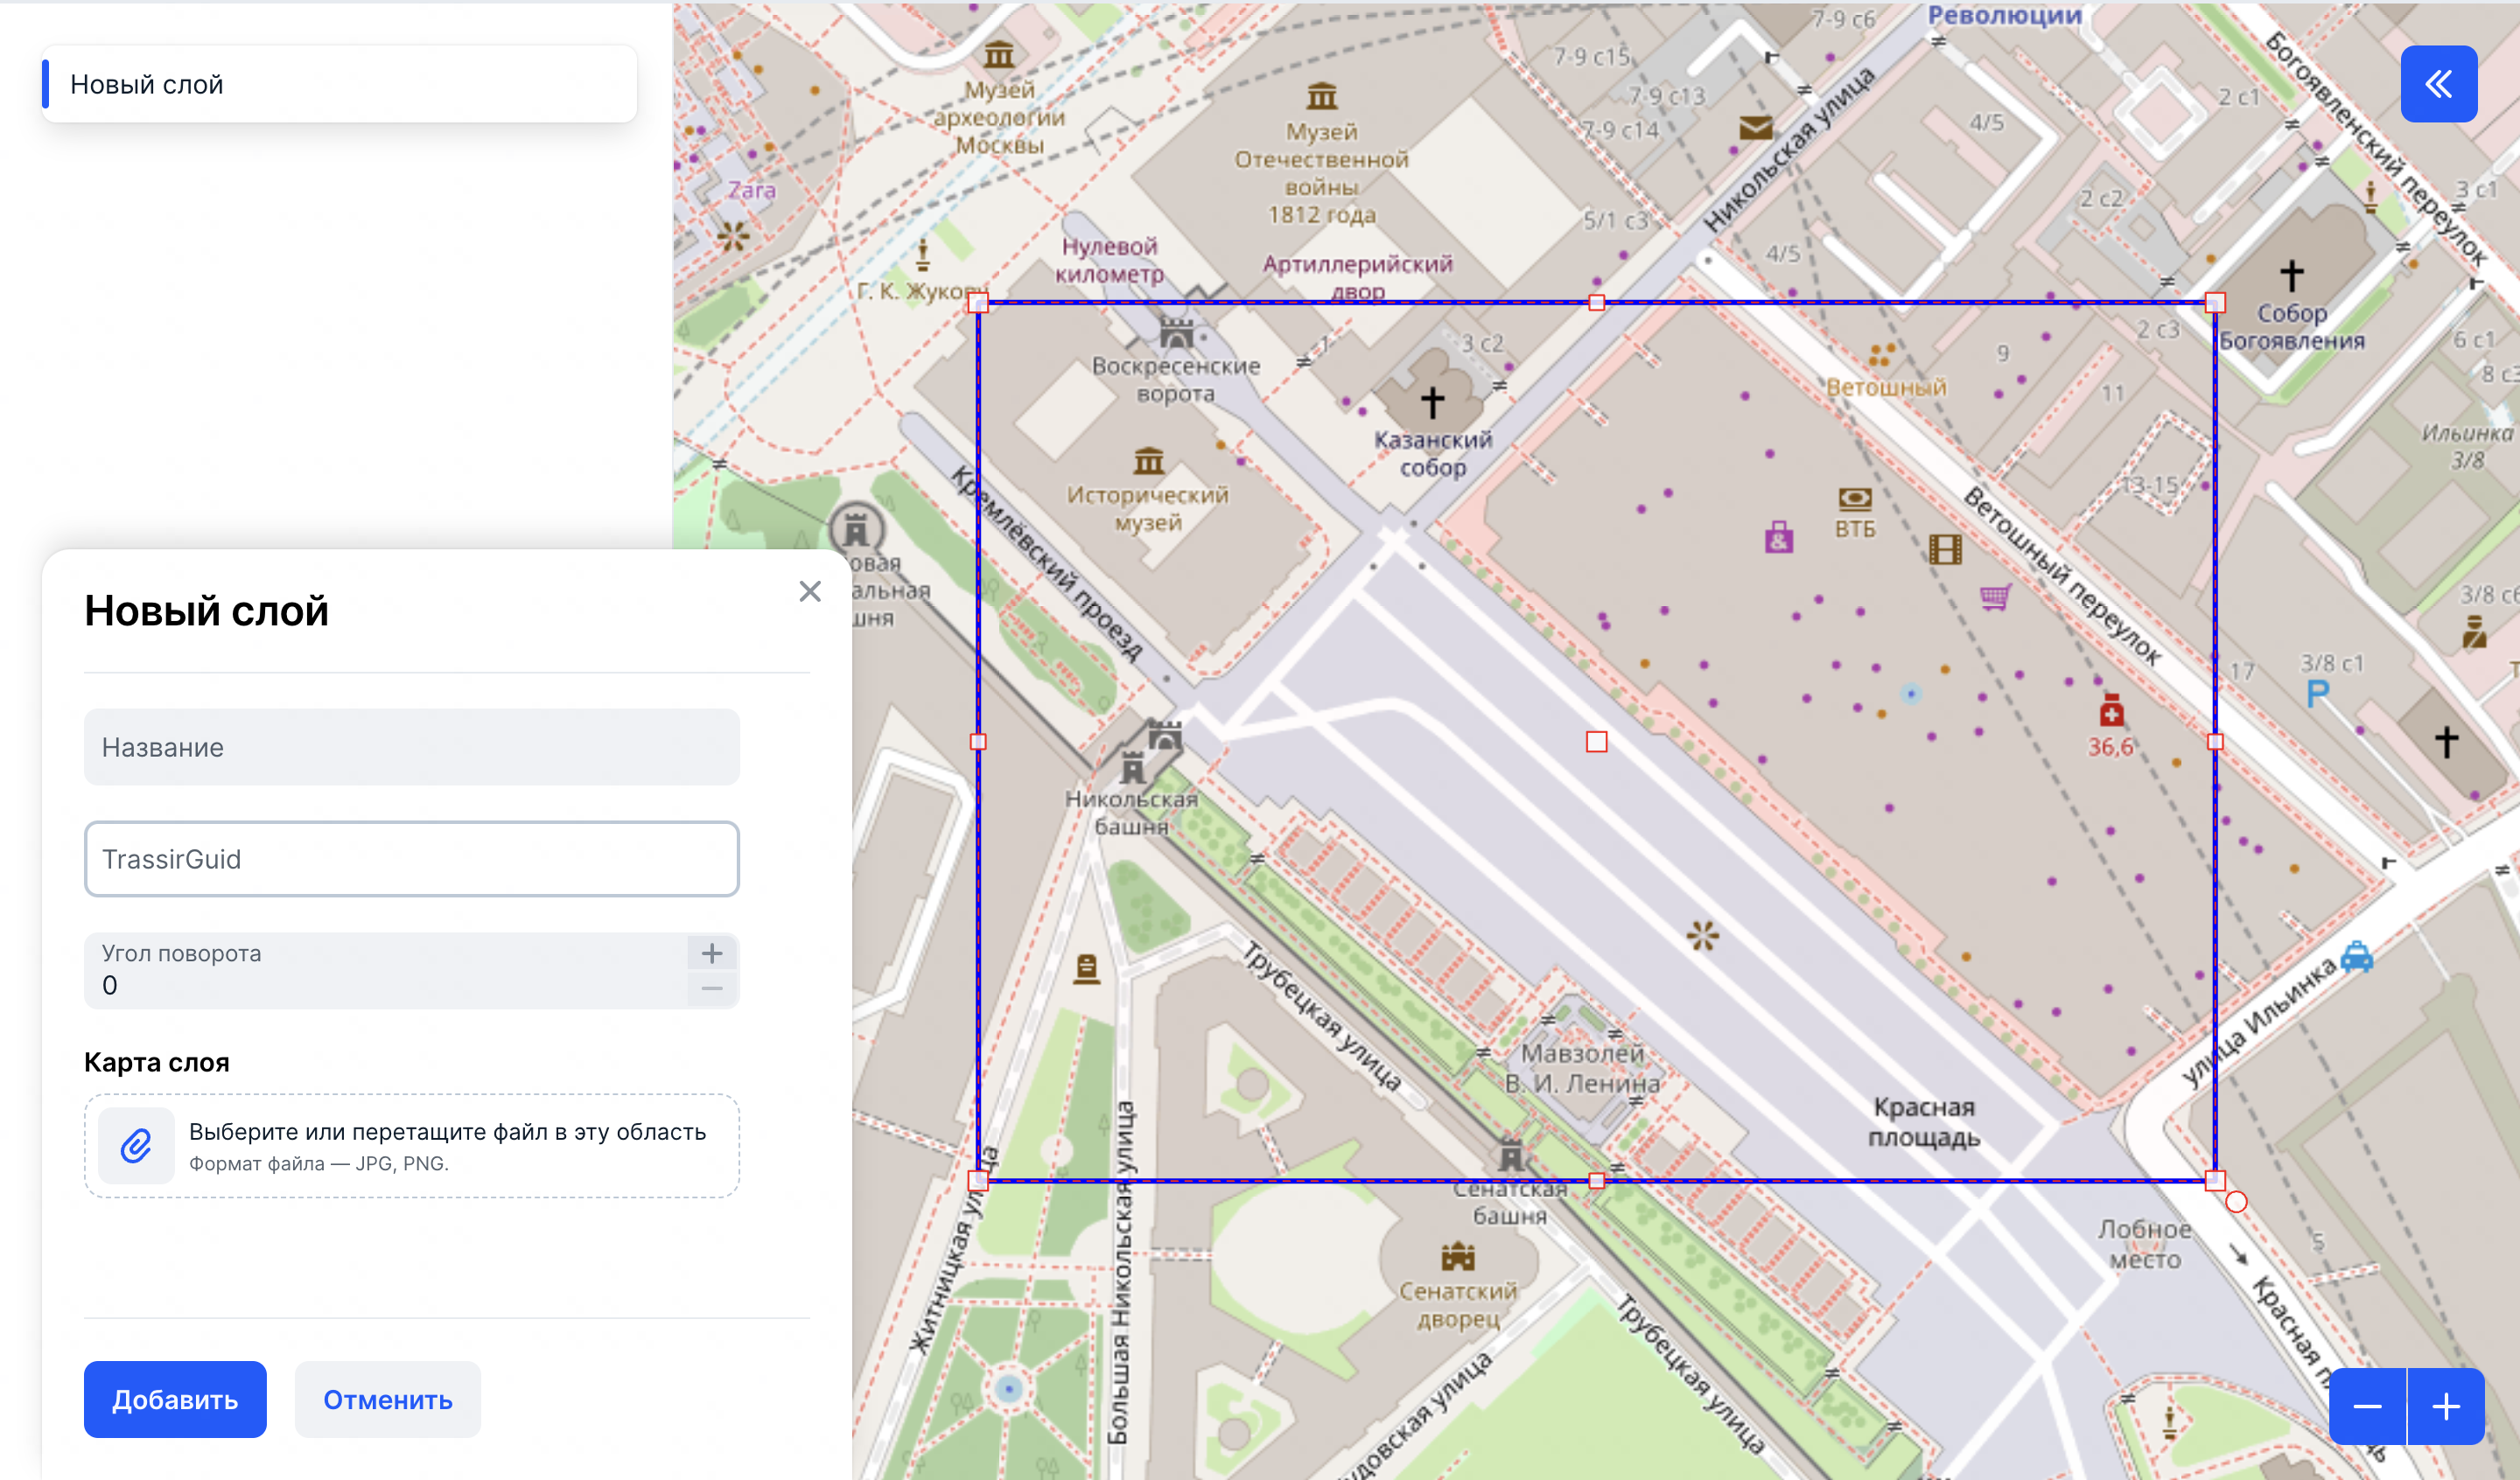 Новый слой
Новый слой
Название
TrassirGuid
Угол поворота
0
Карта слоя
Выберите или перетащите файл в эту область
Формат файла — JPG, PNG.
Добавить
Отменить
Революции
7-9 с6
7-9 с15
7-9 с13
7-9 с14
Музей
археологии
Москвы
Музей
Отечественной
войны
1812 года
Никольская улица
Богоявленский переулок
4/5
2 с1
3 с1
2 с2
Zara
5/1 с3
4/5
Нулевой
километр
Артиллерийский
двор
Г. К. Жукову
Собор
Богоявления
2 с3
6 с1
1
3 с2
9
Воскресенские
ворота
Ветошный
11
Казанский
собор
Ильинка
3/8
Исторический
музей
13-15
ВТБ
Кремлёвский проезд
Ветошный переулок
овая
альная
шня
3/8 с1
17
P
36,6
Никольская
башня
Трубецкая улица
улица Ильинка
Мавзолей
В. И. Ленина
Красная
площадь
Житницкая улица
Большая Никольская улица
Сенатская
башня
Лобное
место
5
Сенатский
дворец
Трубецкая улица